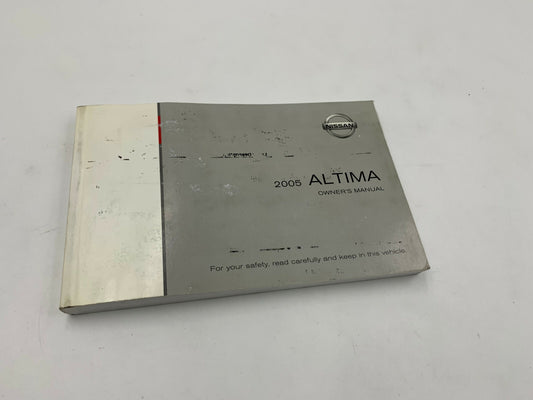 NISSAN
2005 ALTIMA
OWNER'S MANUAL
For your safety, read carefully and keep in this vehicle.